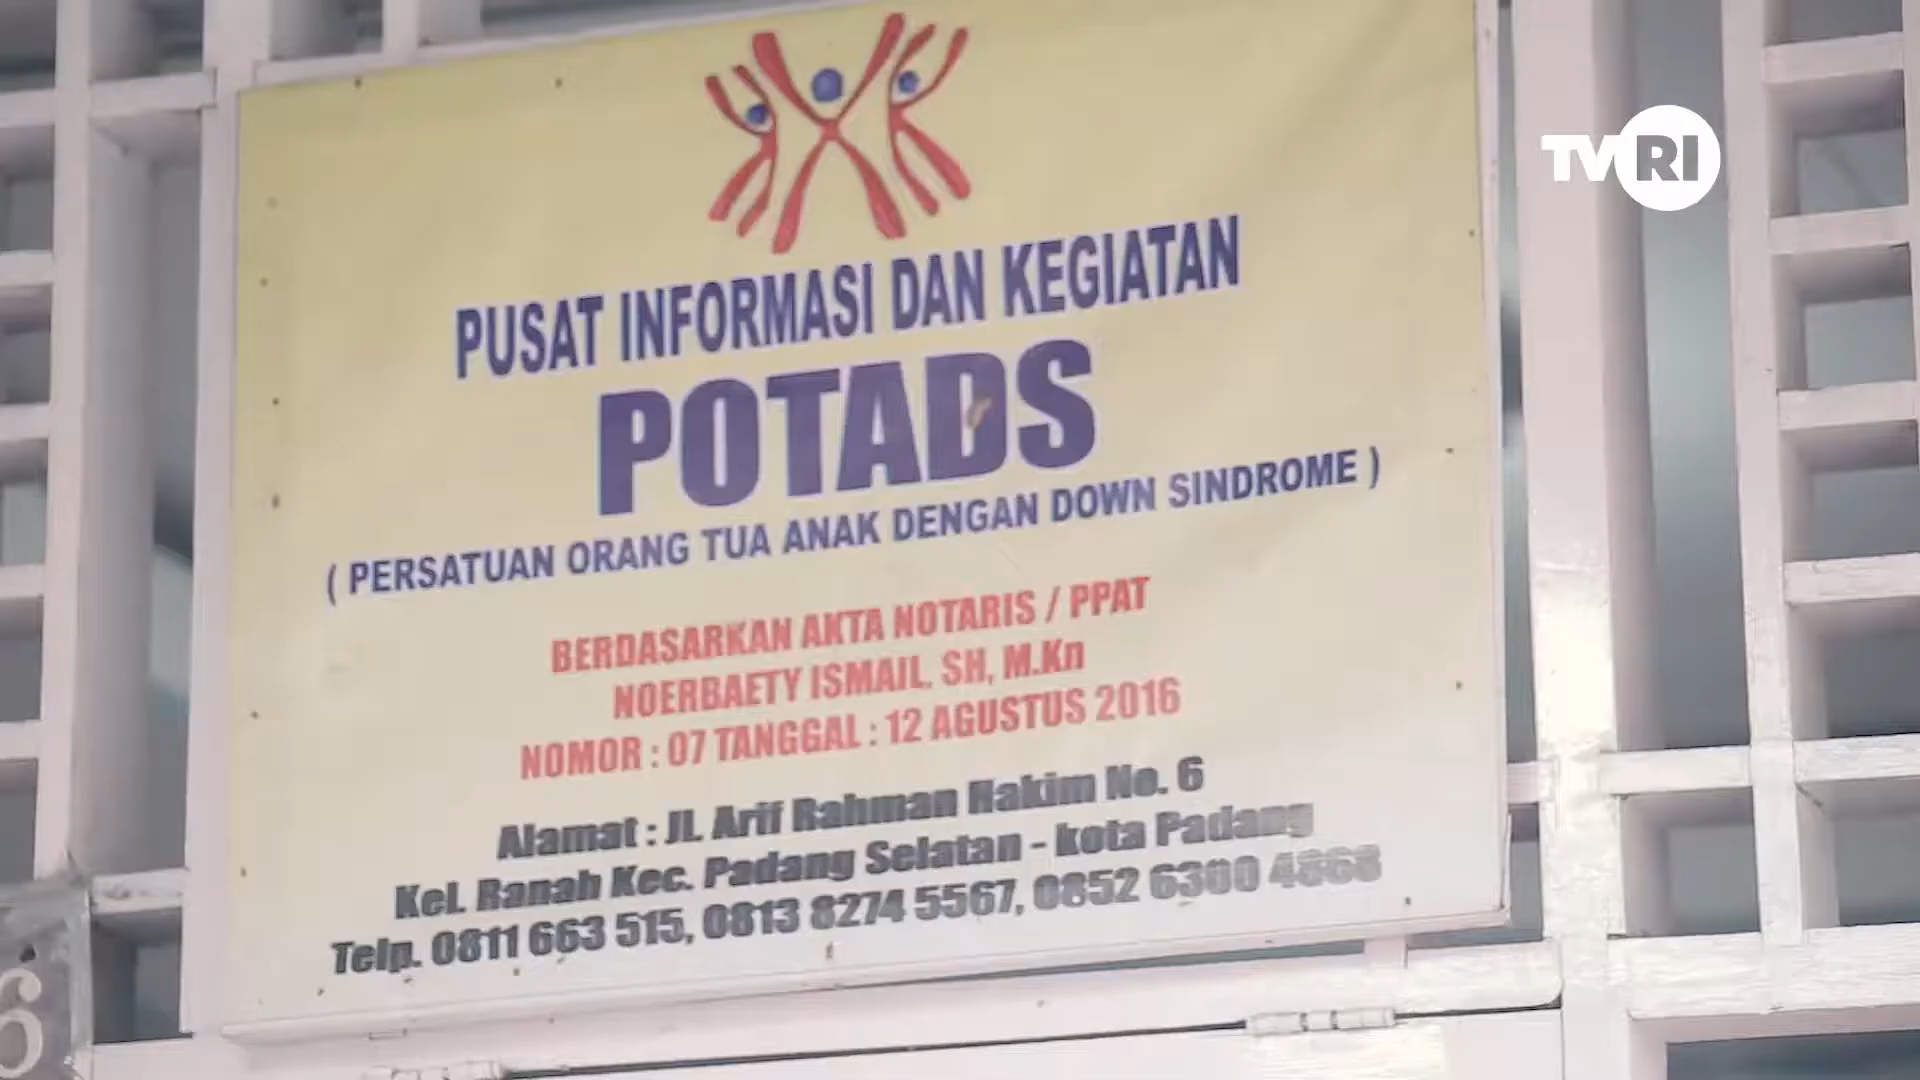 TVRI
PUSAT INFORMASI DAN KEGIATAN
POTADS
( PERSATUAN ORANG TUA ANAK DENGAN DOWN SINDROME )
BERDASARKAN AKTA NOTARIS / PPAT
NOERBAETY ISMAIL. SH, M.Kn
NOMOR : 07 TANGGAL : 12 AGUSTUS 2016
Alamat : Jl. Arif Rahman Hakim No. 6
Kel. Ranah Kec. Padang Selatan - kota Padang
Telp. 0811 663 515, 0813 8274 5567, 0852 6300 4868
6